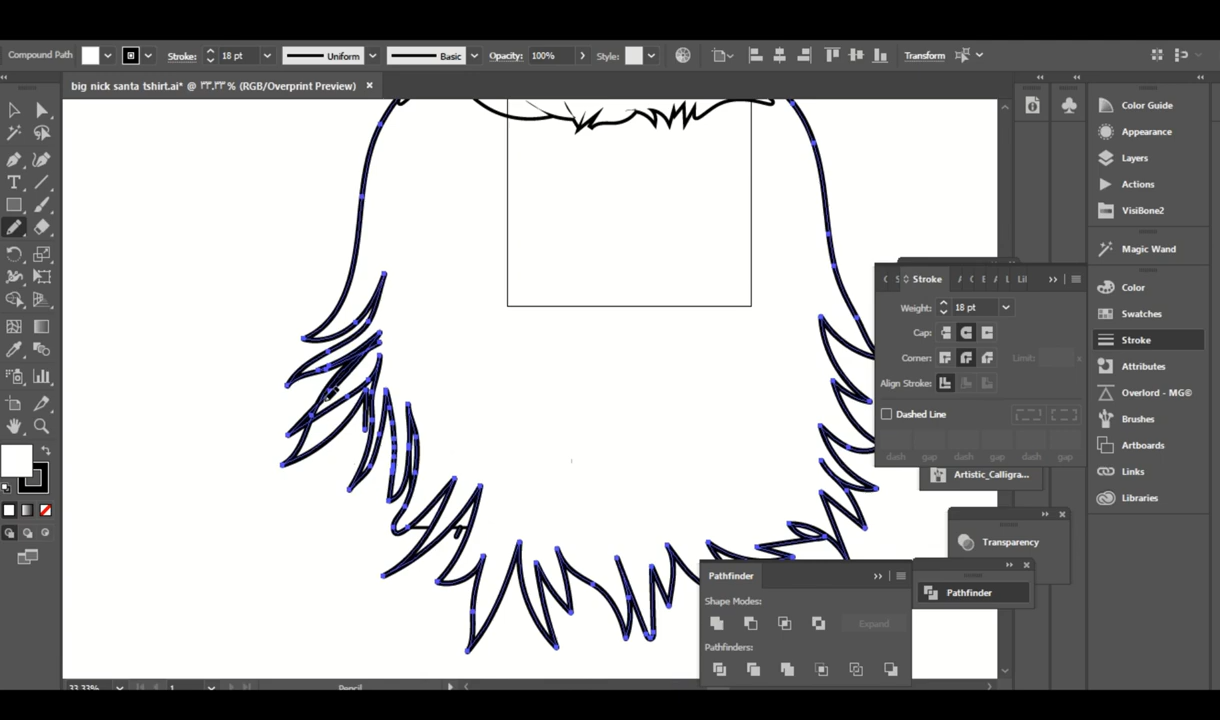 Compound Path Stroke: 18 pt Uniform Basic Opacity: 100% Style: Transform
big nick santa tshirt.ai* @ ٣٣.٣٣ % (RGB/Overprint Preview) ×
Color Guide
Appearance
Layers
Actions
VisiBone2
Magic Wand
Color
Swatches
Stroke
Attributes
Overlord - MG®
Brushes
Artboards
Links
Libraries
Stroke
Weight: 18 pt
Cap:
Corner: Limit: x
Align Stroke:
Dashed Line
dash gap dash gap dash gap
Artistic_Calligra...
Transparency
Pathfinder
Pathfinder
Shape Modes:
Expand
Pathfinders:
33.33% 1 Pencil